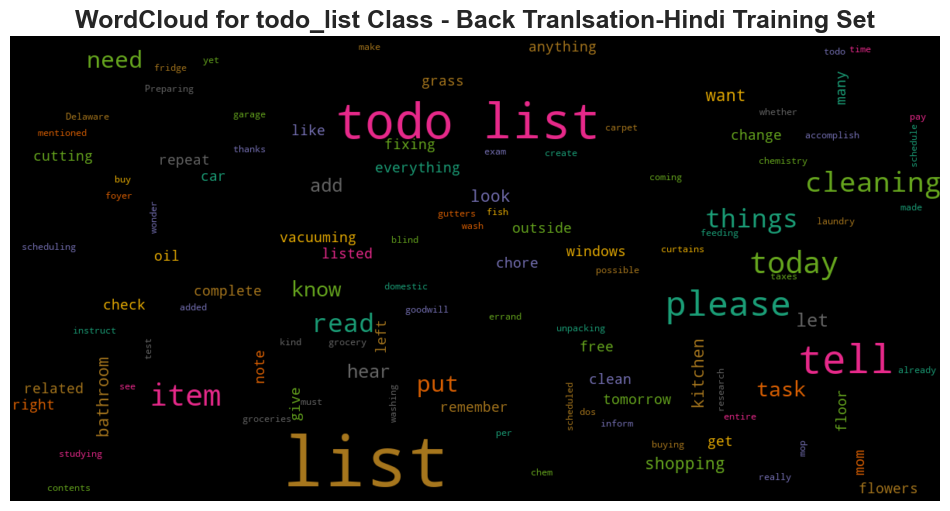 WordCloud for todo_list Class - Back Tranlsation-Hindi Training Set
make
anything
todo
time
need
yet
fridge
Preparing
grass
want
many
whether
Delaware
garage
mentioned
like
todo list
carpet
change
accomplish
pay
schedule
fixing
cutting
repeat
thanks
exam
create
everything
chemistry
car
buy
foyer
add
look
coming
cleaning
wonder
gutters
fish
wash
outside
things
made
laundry
feeding
scheduling
vacuuming
blind
listed
oil
windows
curtains
chore
possible
today
taxes
check
complete
added
know
domestic
goodwill
errand
please
let
instruct
test
read
left
kind
grocery
unpacking
free
kitchen
tell
already
note
hear
related
right
bathroom
see
item
put
give
must
washing
groceries
remember
clean
tomorrow
scheduled
dos
inform
research
task
entire
floor
studying
contents
list
per
chem
buying
get
shopping
mop
really
mom
flowers